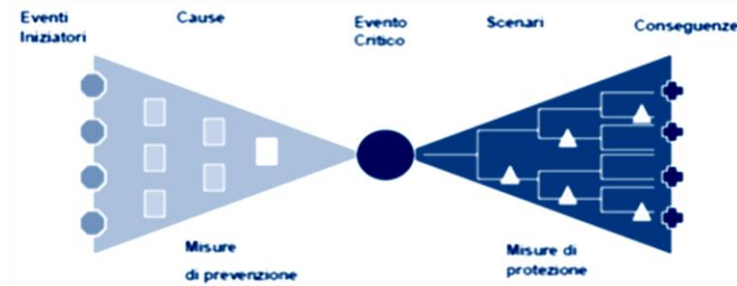 Eventi
Iniziatori
Cause
Evento
Critico
Scenari
Conseguenze
Misure
di prevenzione
Misure di
protezione